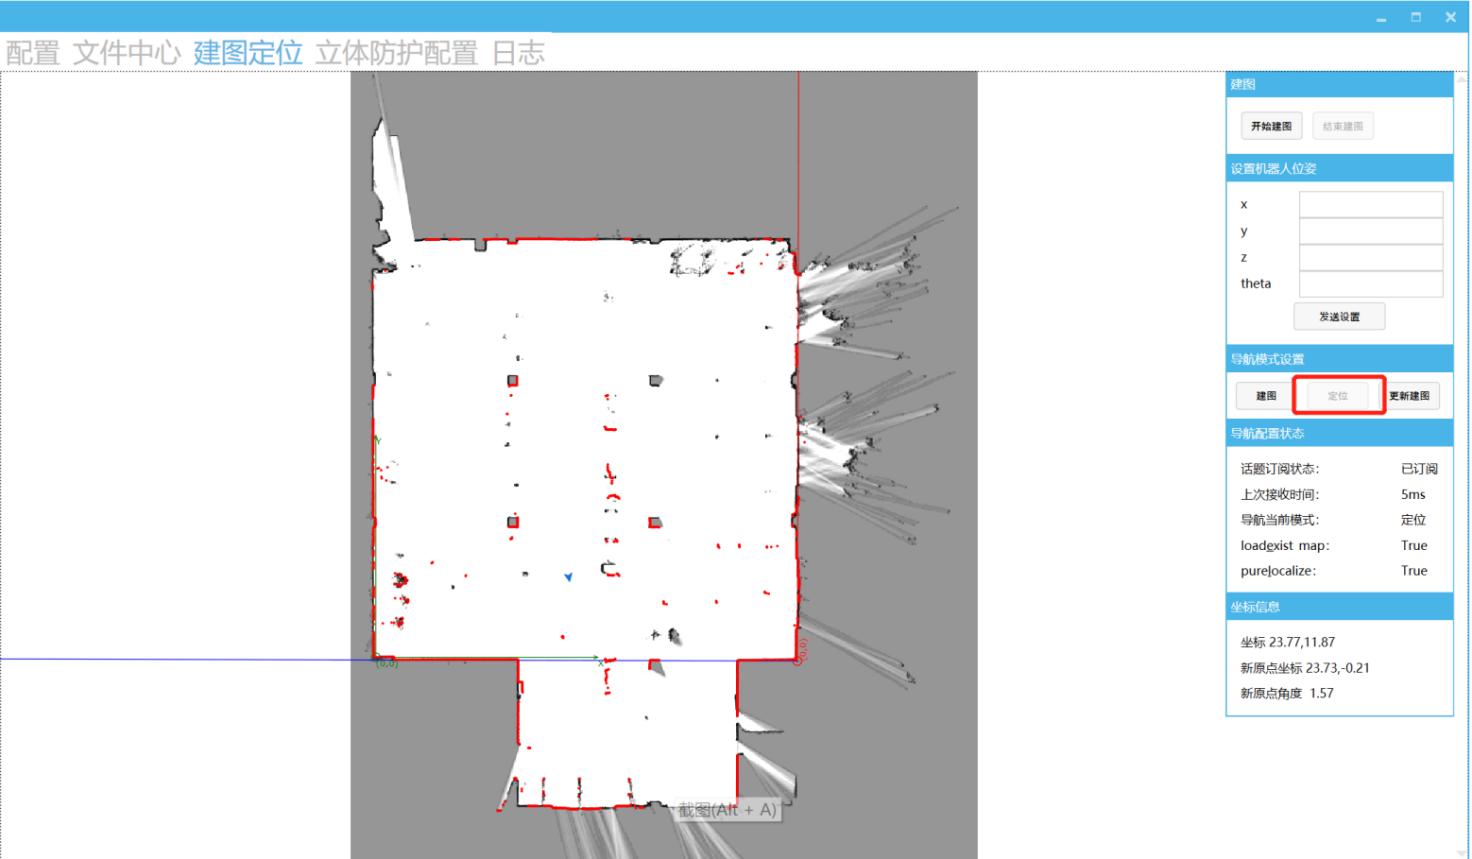 配置 文件中心 建图定位 立体防护配置 日志
建图
开始建图 结束建图
设置机器人位姿
x
y
z
theta
发送设置
导航模式设置
建图 定位 更新建图
导航配置状态
话题订阅状态： 已订阅
上次接收时间： 5ms
导航当前模式： 定位
loadexist map： True
purelocalize： True
坐标信息
坐标 23.77,11.87
新原点坐标 23.73,-0.21
新原点角度 1.57
Y
(0,0)
X
(0,0)
截图(Alt + A)